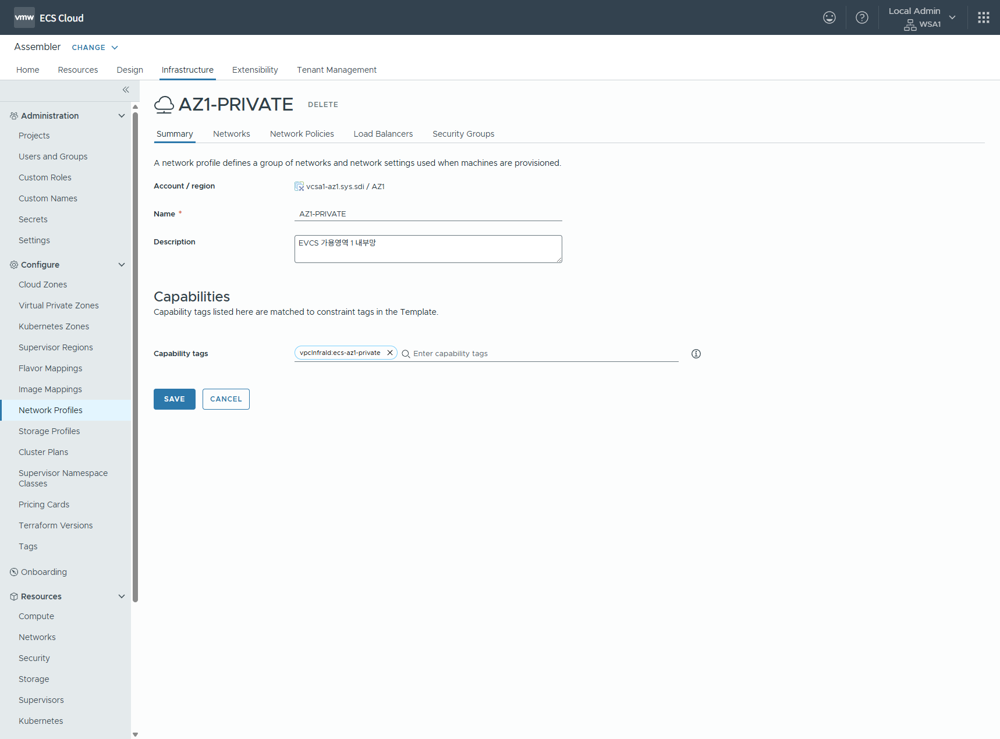 vmw ECS Cloud
Local Admin
WSA1
Assembler CHANGE
Home Resources Design Infrastructure Extensibility Tenant Management
Administration
Projects
Users and Groups
Custom Roles
Custom Names
Secrets
Settings
Configure
Cloud Zones
Virtual Private Zones
Kubernetes Zones
Supervisor Regions
Flavor Mappings
Image Mappings
Network Profiles
Storage Profiles
Cluster Plans
Supervisor Namespace
Classes
Pricing Cards
Terraform Versions
Tags
Onboarding
Resources
Compute
Networks
Security
Storage
Supervisors
Kubernetes
AZ1-PRIVATE DELETE
Summary Networks Network Policies Load Balancers Security Groups
A network profile defines a group of networks and network settings used when machines are provisioned.
Account / region vcsa1-az1.sys.sdi / AZ1
Name * AZ1-PRIVATE
Description EVCS 가용영역 1 내부망
Capabilities
Capability tags listed here are matched to constraint tags in the Template.
Capability tags vpcInfraId:ecs-az1-private Enter capability tags
SAVE CANCEL